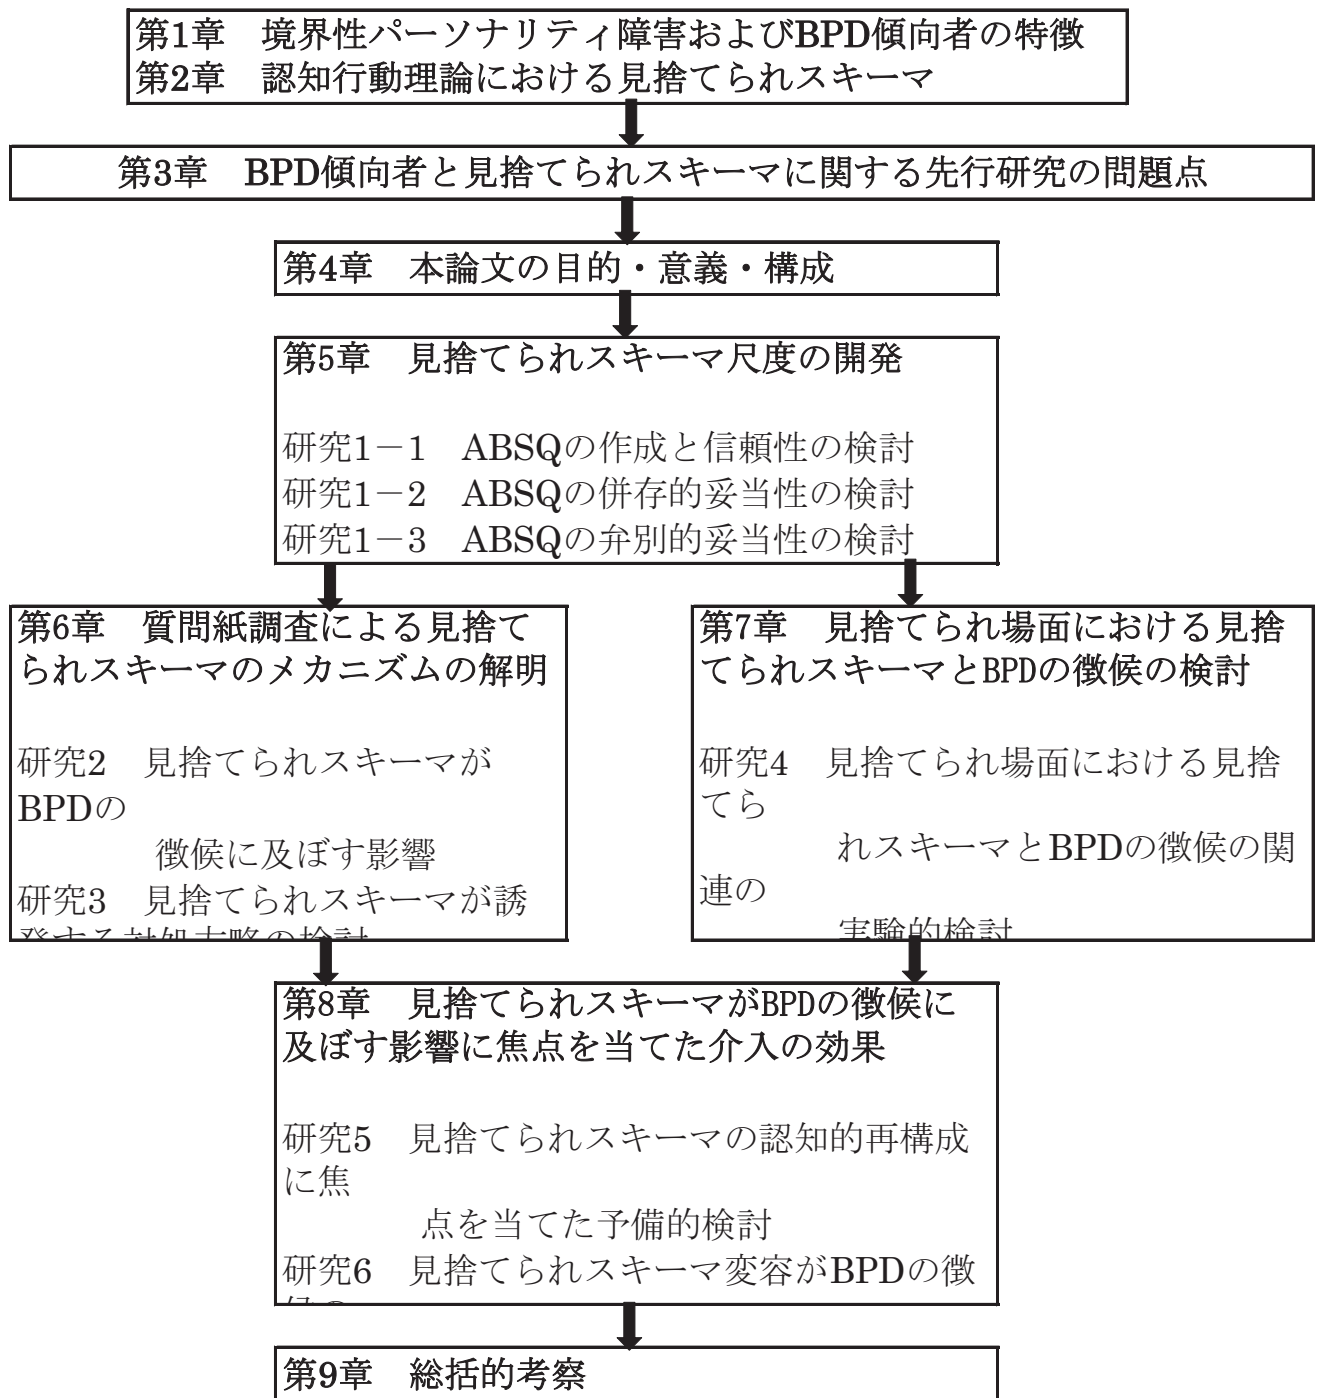 第1章　境界性パーソナリティ障害およびBPD傾向者の特徴
第2章　認知行動理論における見捨てられスキーマ
第3章　BPD傾向者と見捨てられスキーマに関する先行研究の問題点
第4章　本論文の目的・意義・構成
第5章　見捨てられスキーマ尺度の開発
研究1－1　ABSQの作成と信頼性の検討
研究1－2　ABSQの併存的妥当性の検討
研究1－3　ABSQの弁別的妥当性の検討
第6章　質問紙調査による見捨て
られスキーマのメカニズムの解明
研究2　見捨てられスキーマが
BPDの
徴候に及ぼす影響
研究3　見捨てられスキーマが誘
発する対処方略の検討
第7章　見捨てられ場面における見捨
てられスキーマとBPDの徴候の検討
研究4　見捨てられ場面における見捨
てら
れスキーマとBPDの徴候の関
連の
実験的検討
第8章　見捨てられスキーマがBPDの徴候に
及ぼす影響に焦点を当てた介入の効果
研究5　見捨てられスキーマの認知的再構成
に焦
点を当てた予備的検討
研究6　見捨てられスキーマ変容がBPDの徴
第9章　総括的考察